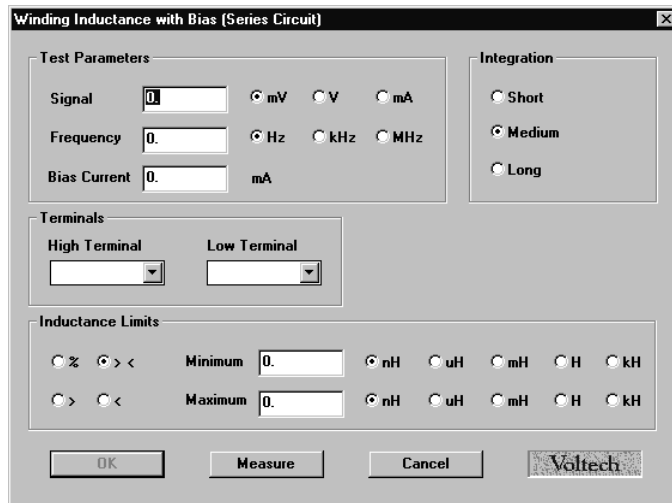 Winding Inductance with Bias (Series Circuit)
Test Parameters
Signal 0. mV V mA
Frequency 0. Hz kHz MHz
Bias Current 0. mA
Integration
Short
Medium
Long
Terminals
High Terminal Low Terminal
Inductance Limits
% > < Minimum 0. nH uH mH H kH
> < Maximum 0. nH uH mH H kH
OK Measure Cancel Voltech